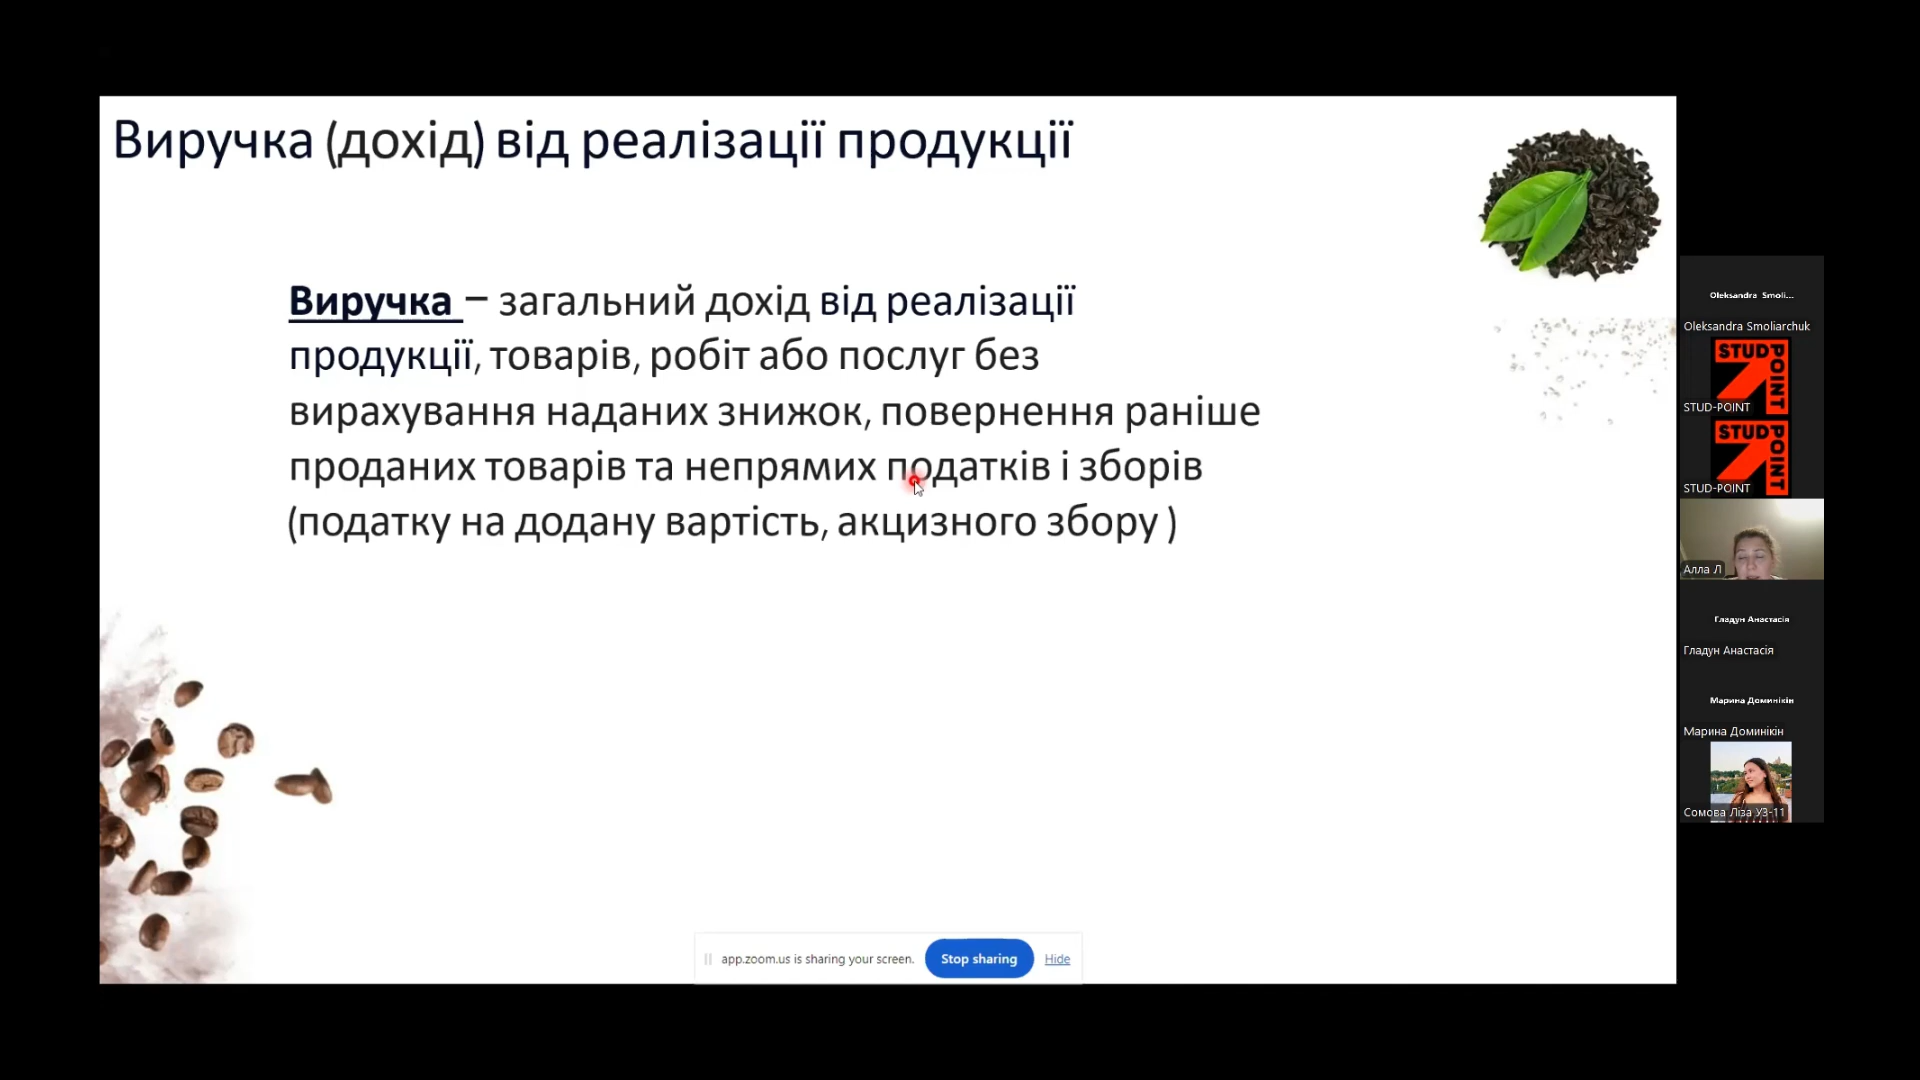 Виручка (дохід) від реалізації продукції
Виручка – загальний дохід від реалізації
продукції, товарів, робіт або послуг без
вирахування наданих знижок, повернення раніше
проданих товарів та непрямих податків і зборів
(податку на додану вартість, акцизного збору )
app.zoom.us is sharing your screen.
Stop sharing
Hide
Oleksandra Smoli...
Oleksandra Smoliarchuk
STUD
POINT
STUD-POINT
STUD
POINT
STUD-POINT
Алла Л
Гладун Анастасія
Гладун Анастасія
Марина Домінікін
Марина Домінікін
Сомова Ліза УЗ-11